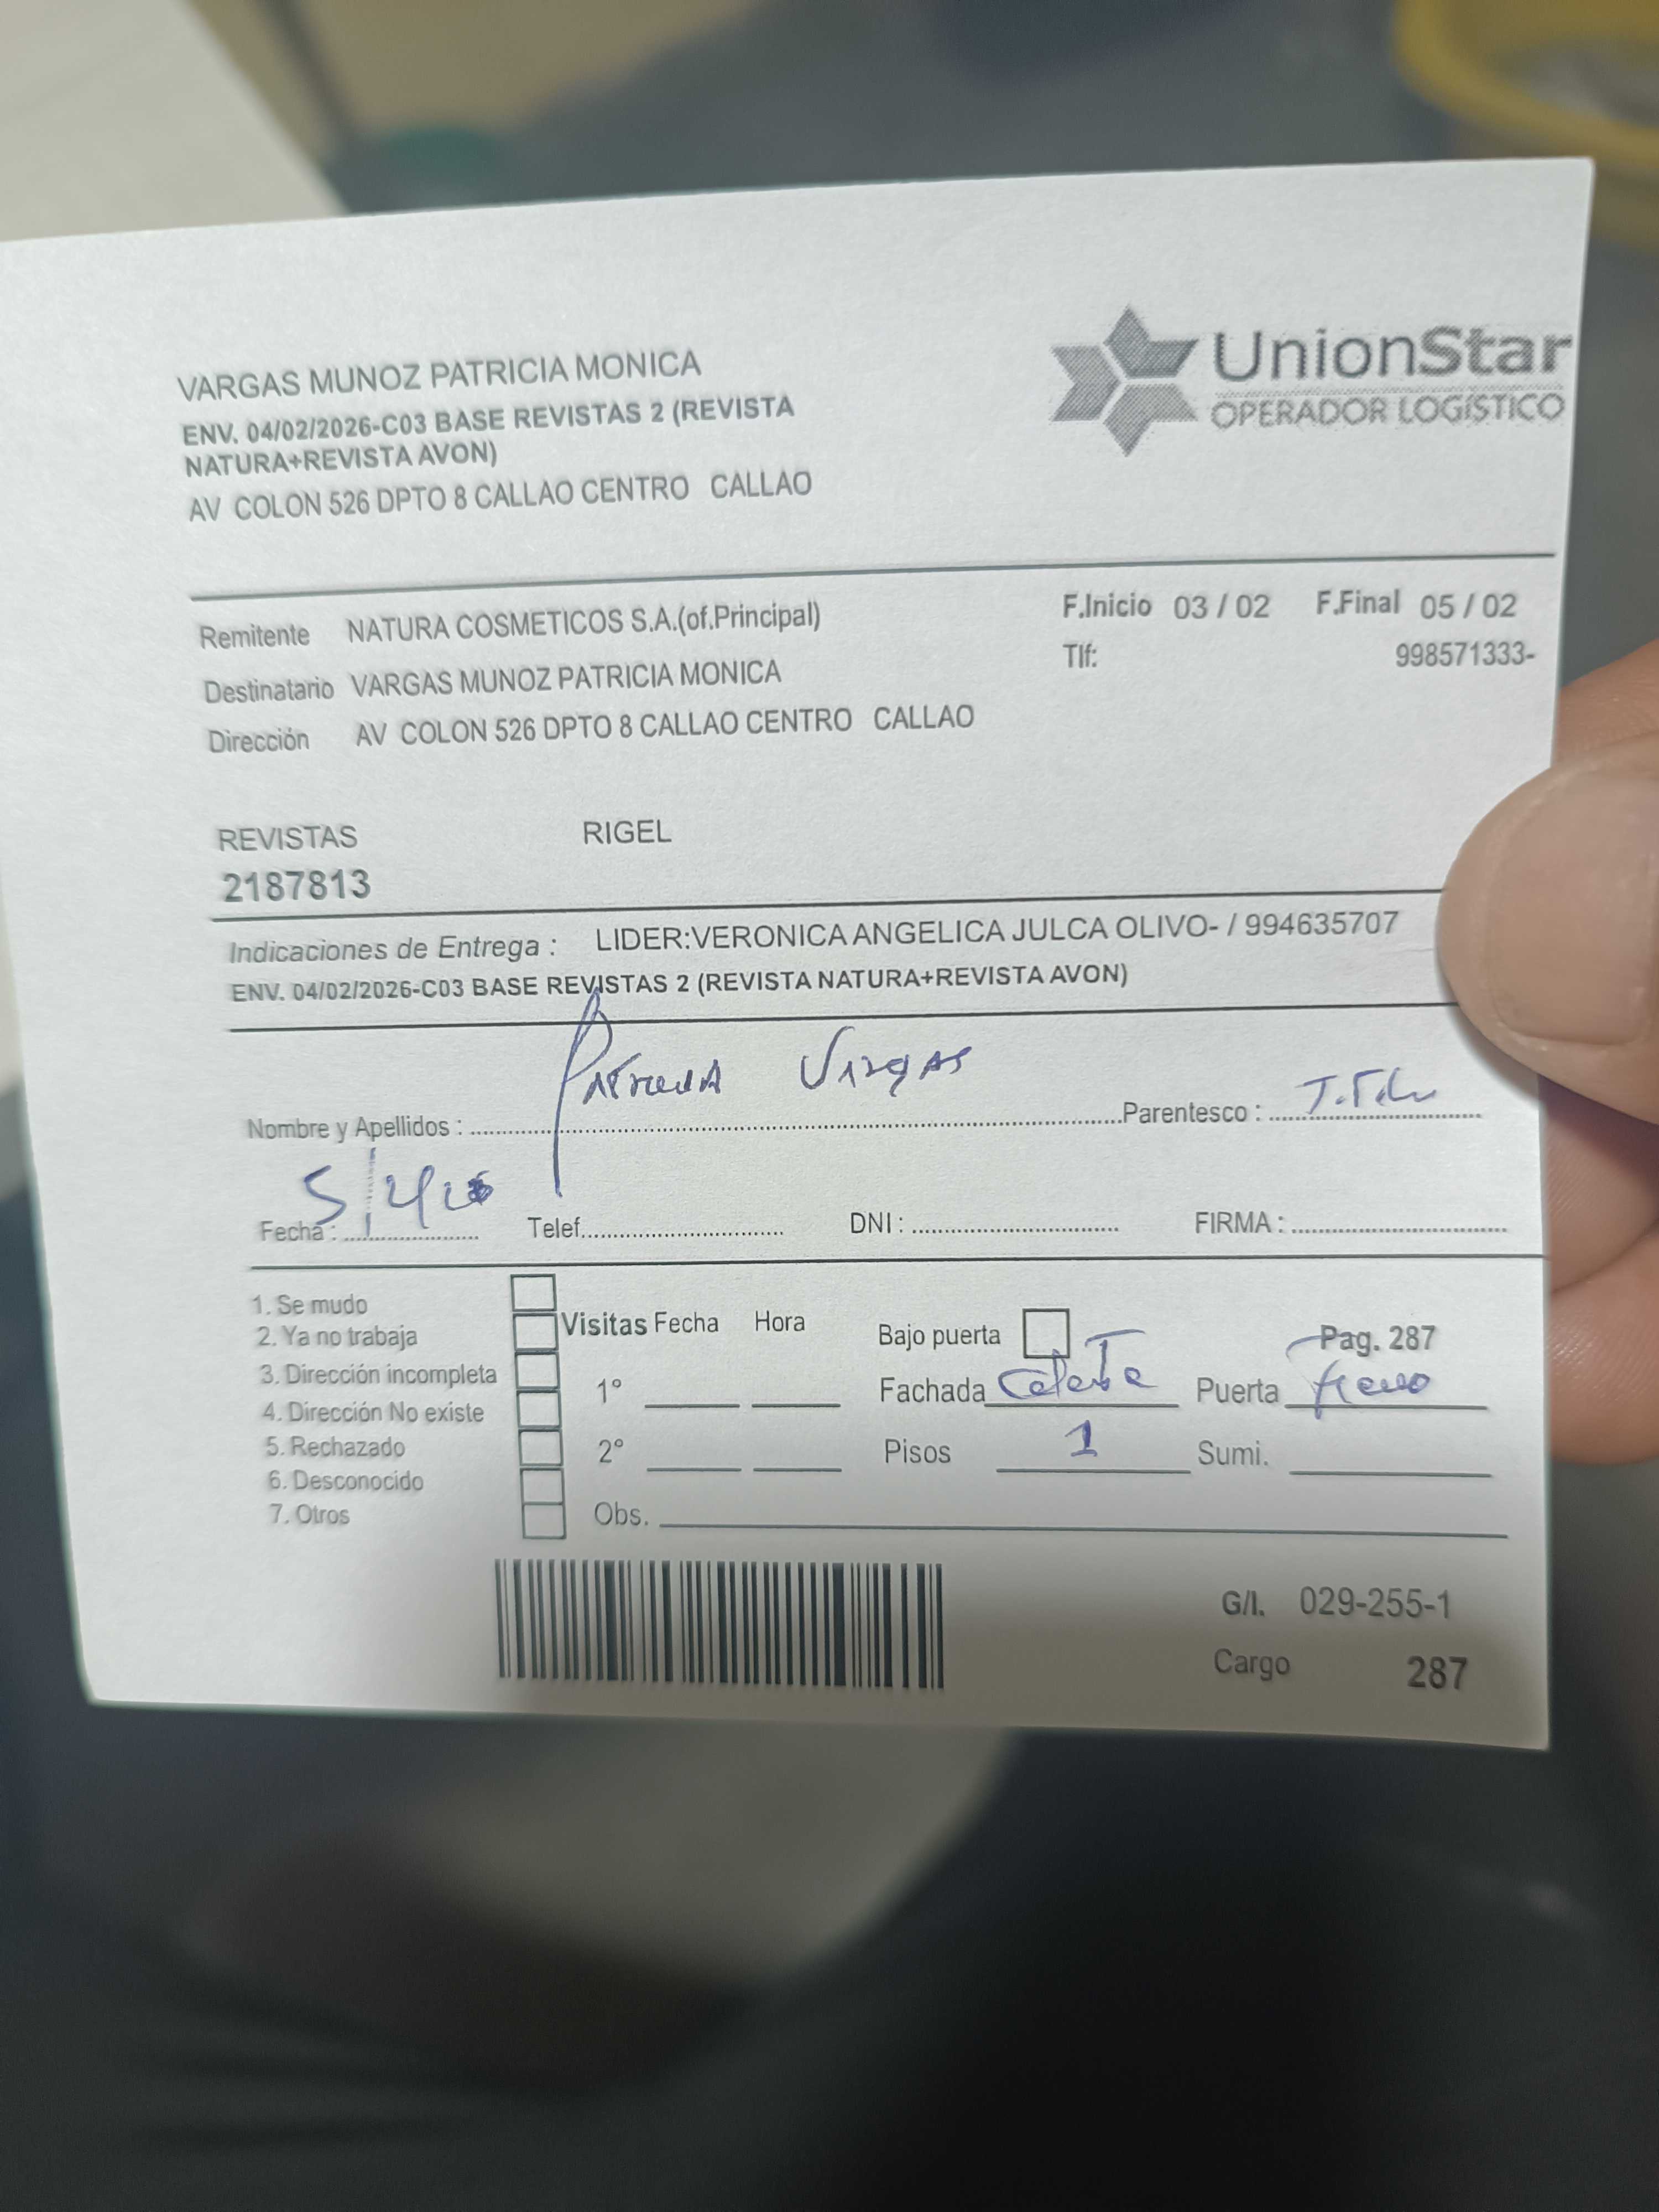 VARGAS MUNOZ PATRICIA MONICA
ENV. 04/02/2026-C03 BASE REVISTAS 2 (REVISTA
NATURA+REVISTA AVON)
AV COLON 526 DPTO 8 CALLAO CENTRO CALLAO
UnionStar
OPERADOR LOGÍSTICO
Remitente NATURA COSMETICOS S.A.(of.Principal)
F.Inicio 03 / 02 F.Final 05 / 02
Destinatario VARGAS MUNOZ PATRICIA MONICA
Tlf: 998571333-
Dirección AV COLON 526 DPTO 8 CALLAO CENTRO CALLAO
REVISTAS RIGEL
2187813
Indicaciones de Entrega : LIDER:VERONICA ANGELICA JULCA OLIVO- / 994635707
ENV. 04/02/2026-C03 BASE REVISTAS 2 (REVISTA NATURA+REVISTA AVON)
Nombre y Apellidos : Patricia Vargas Parentesco :
Fecha : Telef. DNI : FIRMA :
1. Se mudo
2. Ya no trabaja
3. Dirección incompleta
4. Dirección No existe
5. Rechazado
6. Desconocido
7. Otros
Visitas Fecha Hora
1°
2°
Obs.
Bajo puerta Pag. 287
Fachada Celeste Puerta fierro
Pisos 1 Sumi.
G/I. 029-255-1
Cargo 287